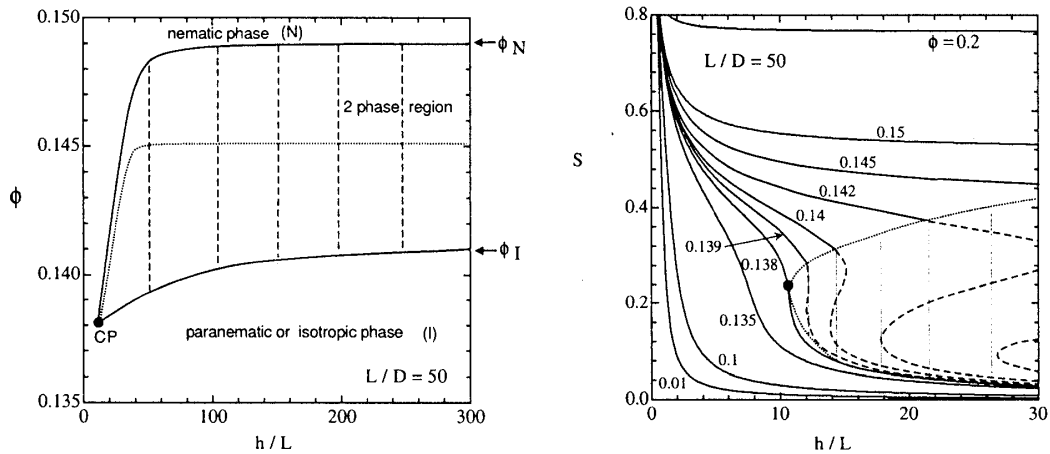 0.150
0.145
0.140
0.135
ϕ
nematic phase (N)
ϕN
2 phase region
ϕI
CP
paranematic or isotropic phase (I)
L / D = 50
0 100 200 300
h / L
0.8
0.6
0.4
0.2
0.0
S
ϕ = 0.2
L / D = 50
0.15
0.145
0.142
0.14
0.139
0.138
0.135
0.1
0.01
0 10 20 30
h / L